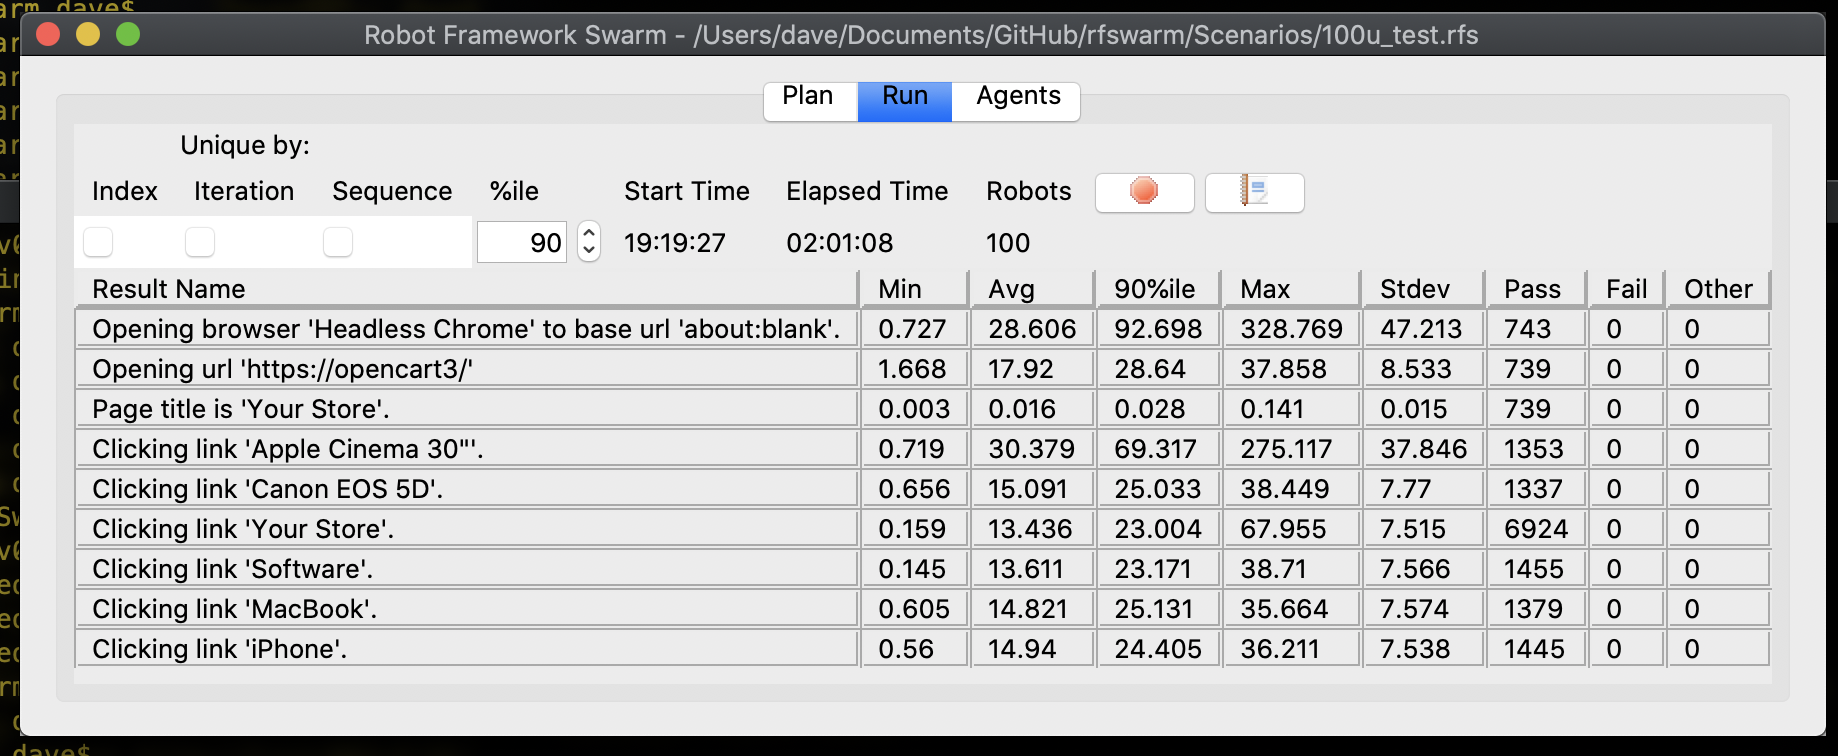 arm dave$
Robot Framework Swarm - /Users/dave/Documents/GitHub/rfswarm/Scenarios/100u_test.rfs
Plan Run Agents
Unique by:
Index Iteration Sequence %ile Start Time Elapsed Time Robots
90 19:19:27 02:01:08 100
Result Name Min Avg 90%ile Max Stdev Pass Fail Other
Opening browser 'Headless Chrome' to base url 'about:blank'. 0.727 28.606 92.698 328.769 47.213 743 0 0
Opening url 'https://opencart3/' 1.668 17.92 28.64 37.858 8.533 739 0 0
Page title is 'Your Store'. 0.003 0.016 0.028 0.141 0.015 739 0 0
Clicking link 'Apple Cinema 30"'. 0.719 30.379 69.317 275.117 37.846 1353 0 0
Clicking link 'Canon EOS 5D'. 0.656 15.091 25.033 38.449 7.77 1337 0 0
Clicking link 'Your Store'. 0.159 13.436 23.004 67.955 7.515 6924 0 0
Clicking link 'Software'. 0.145 13.611 23.171 38.71 7.566 1455 0 0
Clicking link 'MacBook'. 0.605 14.821 25.131 35.664 7.574 1379 0 0
Clicking link 'iPhone'. 0.56 14.94 24.405 36.211 7.538 1445 0 0
dave$